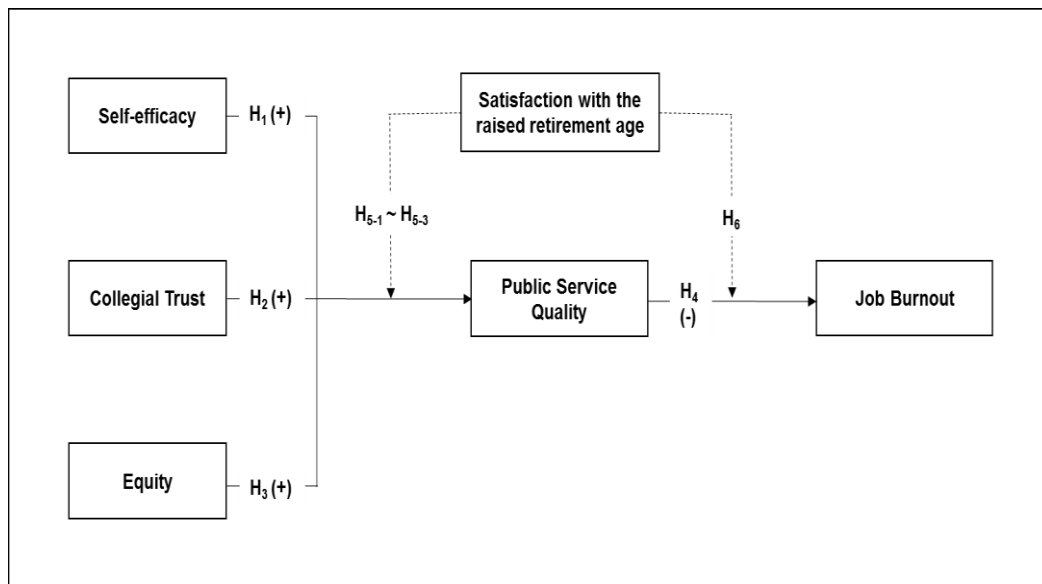 Self-efficacy
H₁ (+)
Satisfaction with the
raised retirement age
H₅₋₁ ~ H₅₋₃
H₆
Collegial Trust
H₂ (+)
Public Service
Quality
H₄
(-)
Job Burnout
Equity
H₃ (+)